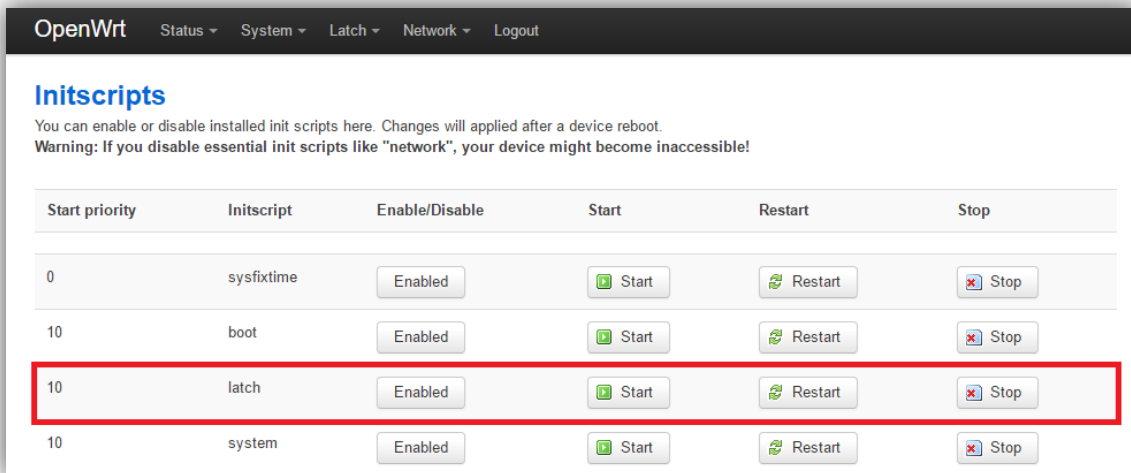 OpenWrt Status System Latch Network Logout
Initscripts
You can enable or disable installed init scripts here. Changes will applied after a device reboot.
Warning: If you disable essential init scripts like "network", your device might become inaccessible!
Start priority Initscript Enable/Disable Start Restart Stop
0 sysfixtime Enabled Start Restart Stop
10 boot Enabled Start Restart Stop
10 latch Enabled Start Restart Stop
10 system Enabled Start Restart Stop